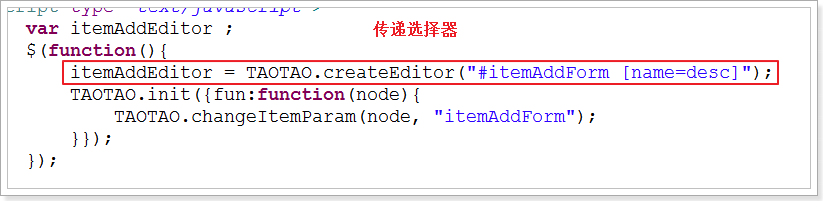 script type="text/javascript">
var itemAddEditor ;
传递选择器
$(function(){
itemAddEditor = TAOTAO.createEditor("#itemAddForm [name=desc]");
TAOTAO.init({fun:function(node){
TAOTAO.changeItemParam(node, "itemAddForm");
}});
});